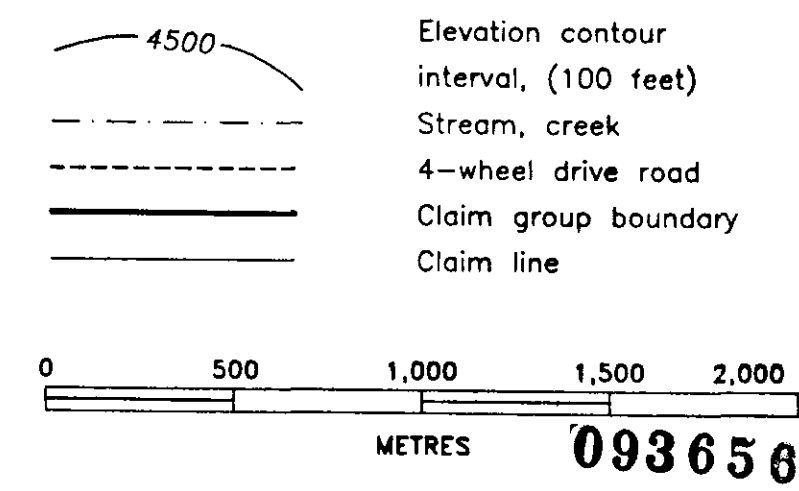 4500
Elevation contour
interval, (100 feet)
Stream, creek
4-wheel drive road
Claim group boundary
Claim line
0 500 1,000 1,500 2,000
METRES
093656